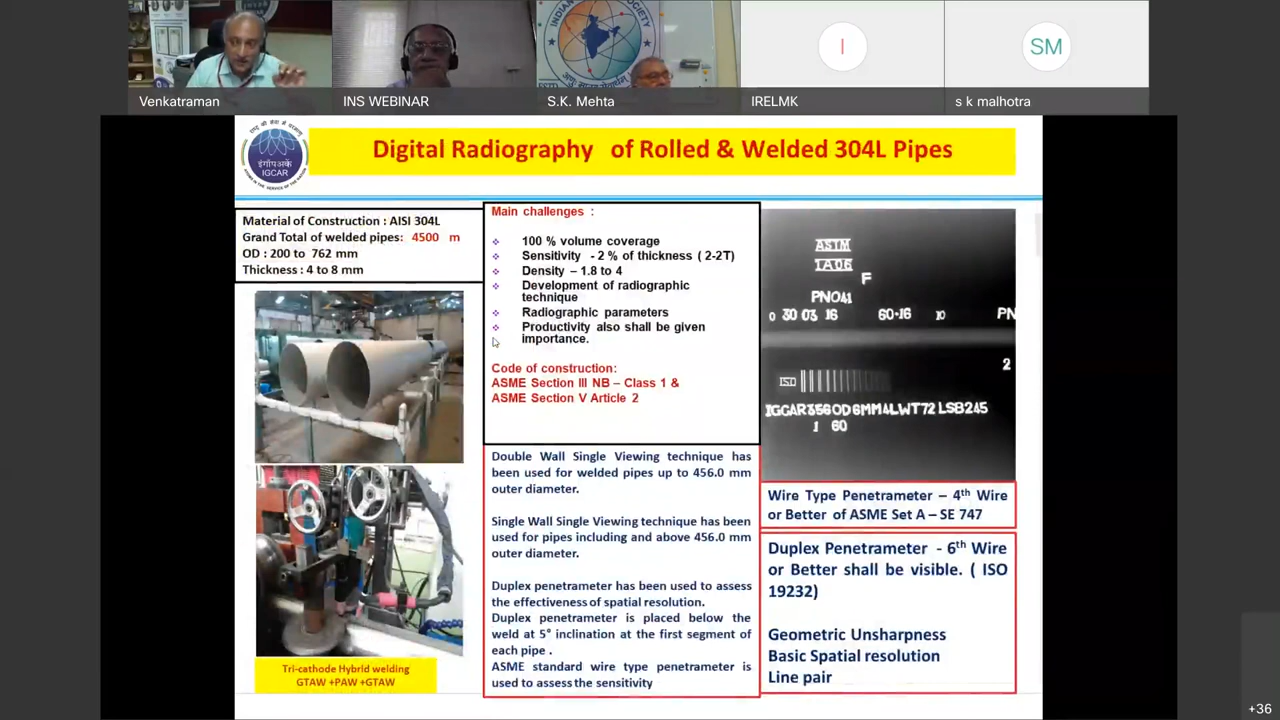 INDIAN
SOCIETY
Venkatraman
INS WEBINAR
S.K. Mehta
I
IRELMK
SM
s k malhotra
इंगांपअके
IGCAR
Digital Radiography of Rolled & Welded 304L Pipes
Material of Construction : AISI 304L
Grand Total of welded pipes: 4500 m
OD : 200 to 762 mm
Thickness : 4 to 8 mm
Tri-cathode Hybrid welding
GTAW +PAW +GTAW
Main challenges :
100 % volume coverage
Sensitivity - 2 % of thickness ( 2-2T)
Density – 1.8 to 4
Development of radiographic
technique
Radiographic parameters
Productivity also shall be given
importance.
Code of construction:
ASME Section III NB – Class 1 &
ASME Section V Article 2
Double Wall Single Viewing technique has
been used for welded pipes up to 456.0 mm
outer diameter.
Single Wall Single Viewing technique has been
used for pipes including and above 456.0 mm
outer diameter.
Duplex penetrameter has been used to assess
the effectiveness of spatial resolution.
Duplex penetrameter is placed below the
weld at 5° inclination at the first segment of
each pipe .
ASME standard wire type penetrameter is
used to assess the sensitivity
ASTM
1A06
F
PN041
0 30 03 16 60·16 10 PN
2
ISO
IGCAR356OD6MM4LWT72LSB245
1 60
Wire Type Penetrameter – 4th Wire
or Better of ASME Set A – SE 747
Duplex Penetrameter - 6th Wire
or Better shall be visible. ( ISO
19232)
Geometric Unsharpness
Basic Spatial resolution
Line pair
+36